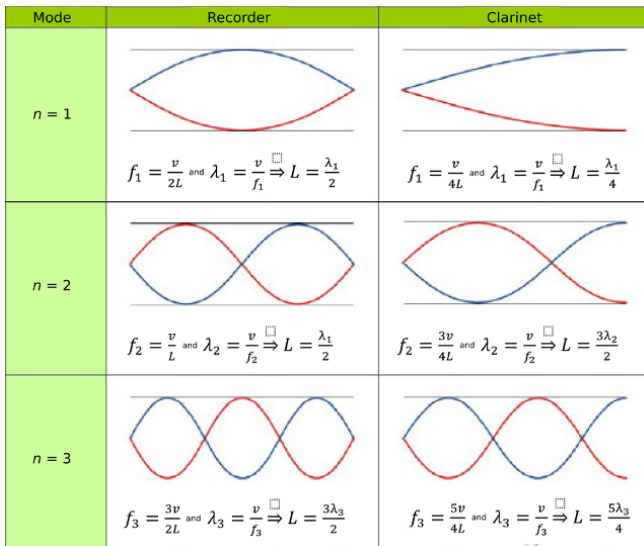 Mode Recorder Clarinet
n = 1
f₁ = v/2L and λ₁ = v/f₁ ⇒ L = λ₁/2
f₁ = v/4L and λ₁ = v/f₁ ⇒ L = λ₁/4
n = 2
f₂ = v/L and λ₂ = v/f₂ ⇒ L = λ₁/2
f₂ = 3v/4L and λ₂ = v/f₂ ⇒ L = 3λ₂/2
n = 3
f₃ = 3v/2L and λ₃ = v/f₃ ⇒ L = 3λ₃/2
f₃ = 5v/4L and λ₃ = v/f₃ ⇒ L = 5λ₃/4